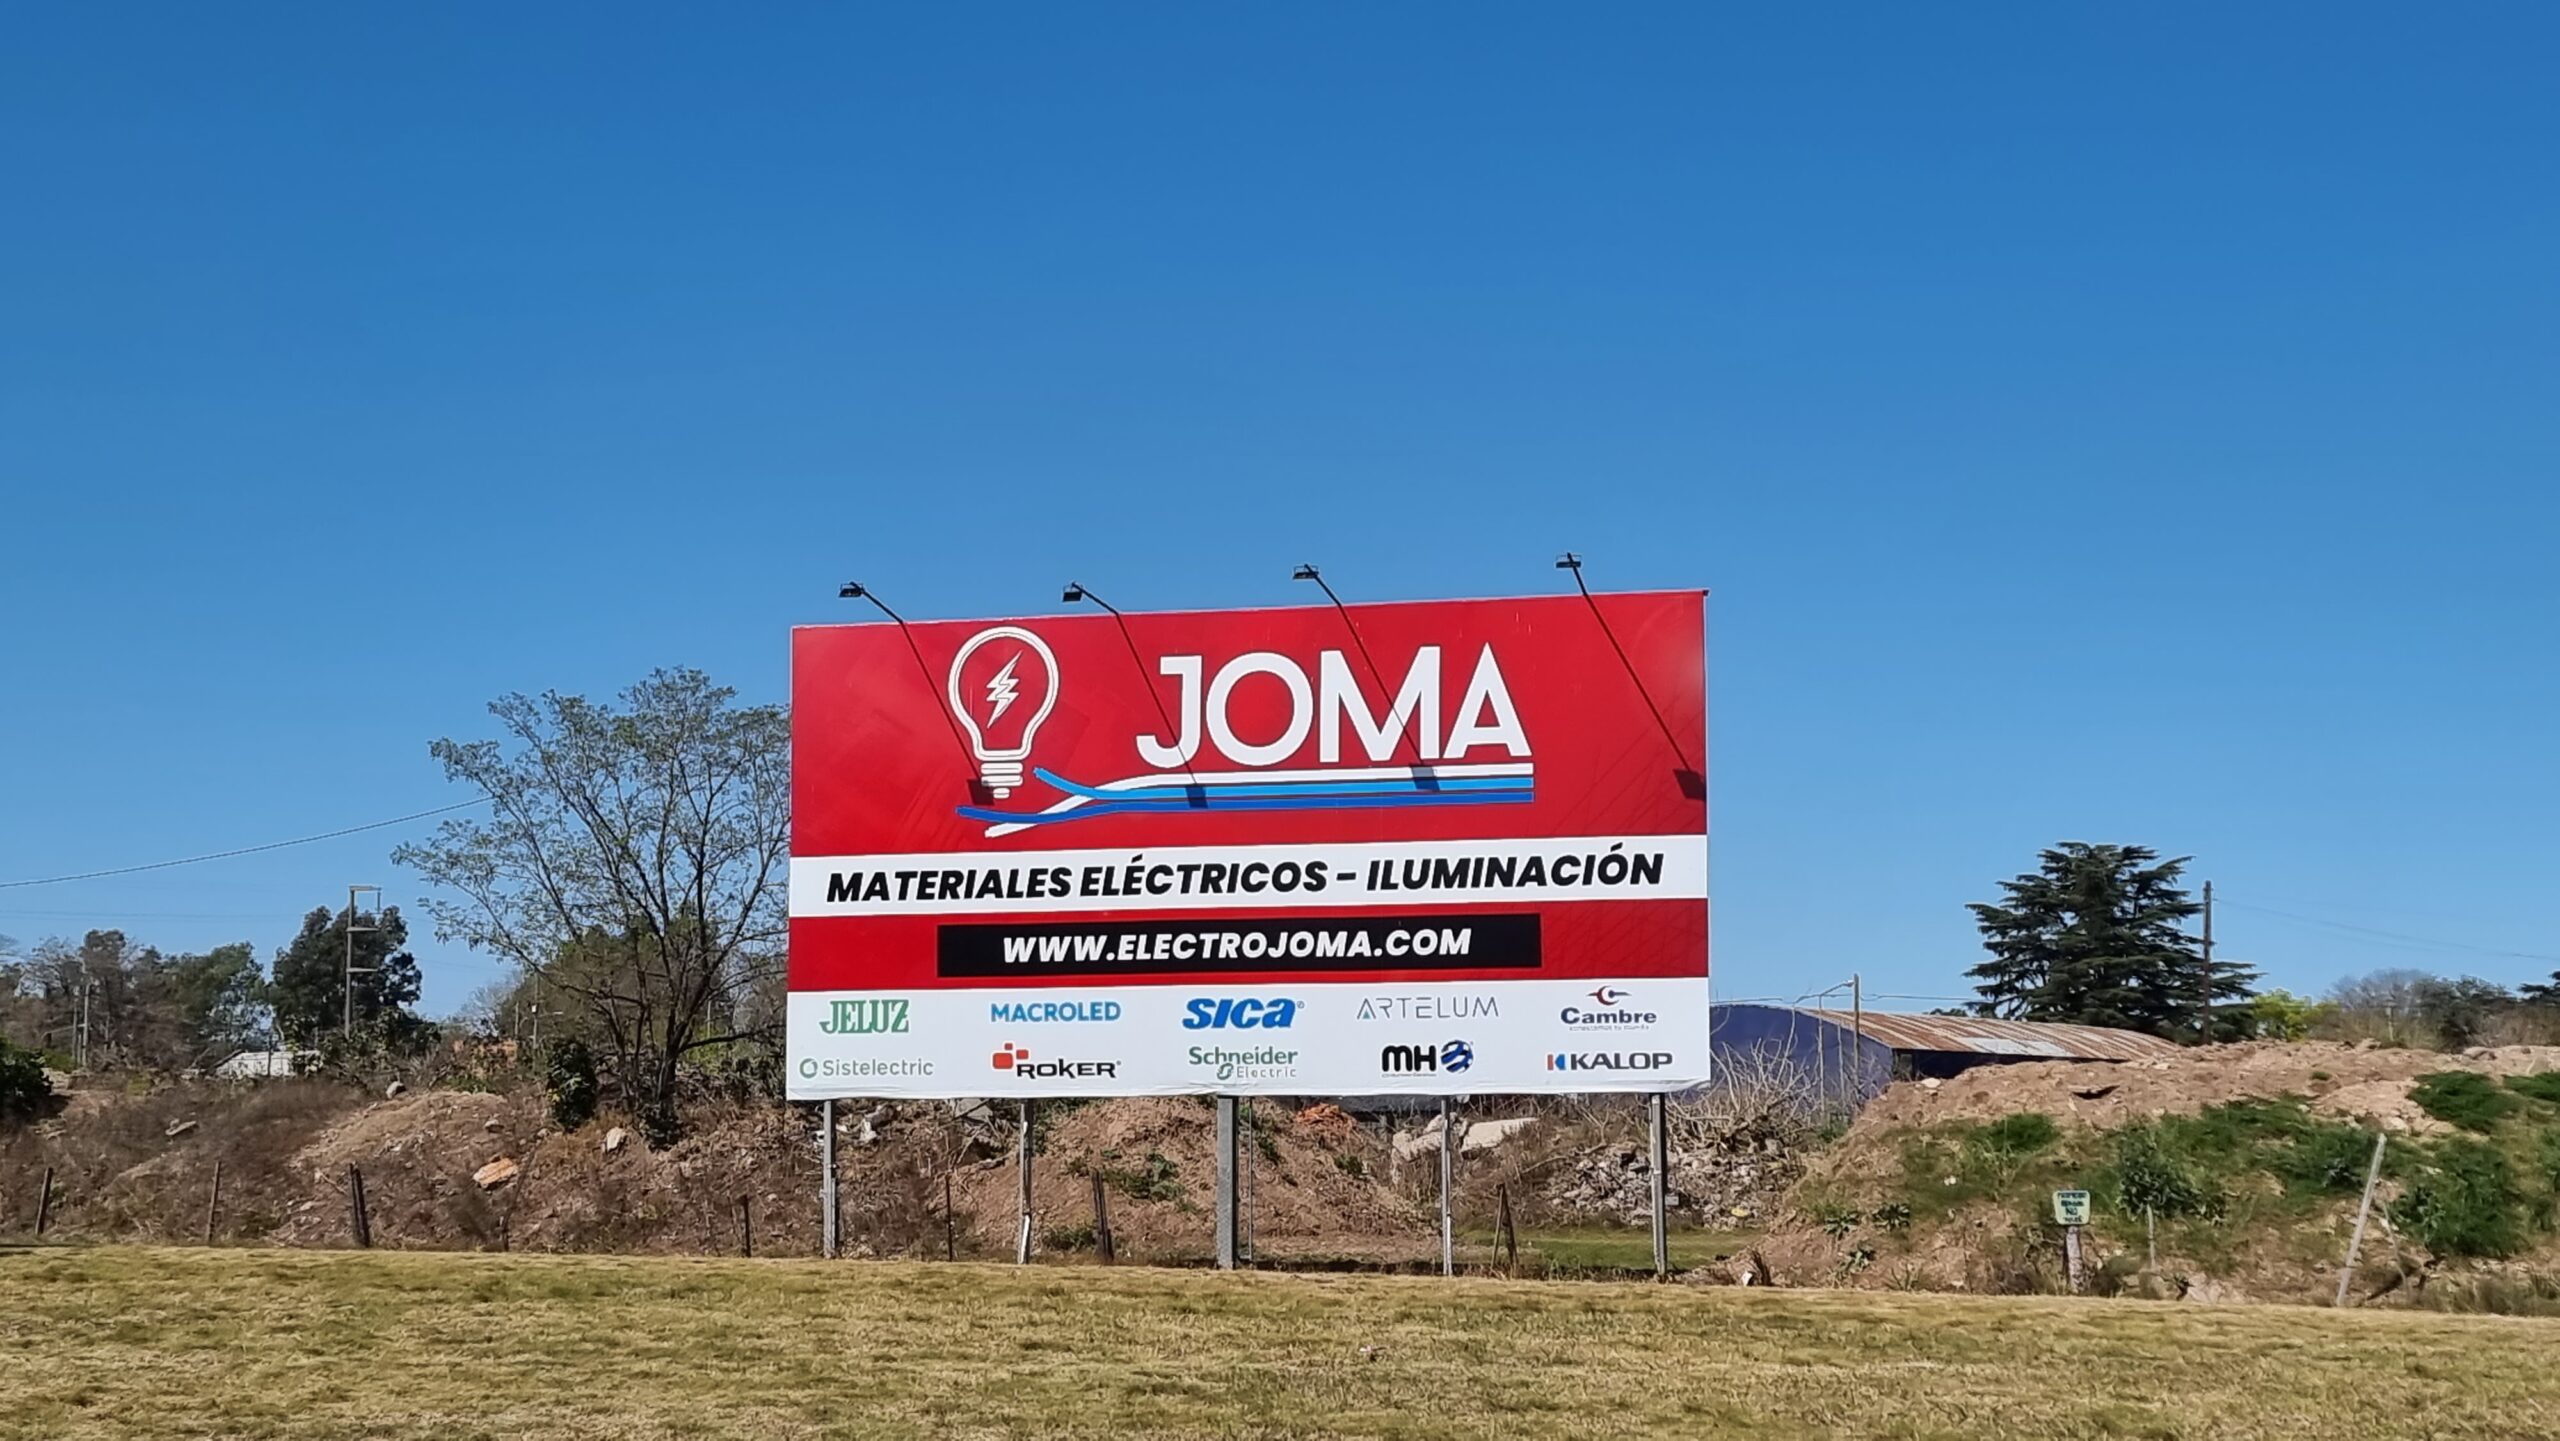 JOMA
MATERIALES ELÉCTRICOS - ILUMINACIÓN
WWW.ELECTROJOMA.COM
JELUZ MACROLED SICA ARTELUM Cambre
Sistelectric ROKER Schneider Electric MH KALOP